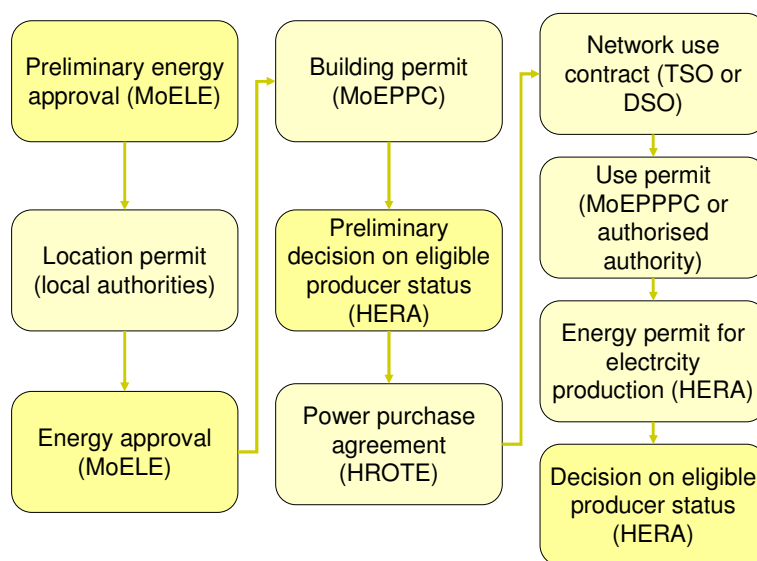 Preliminary energy
approval (MoELE)
Location permit
(local authorities)
Energy approval
(MoELE)
Building permit
(MoEPPC)
Preliminary
decision on eligible
producer status
(HERA)
Power purchase
agreement
(HROTE)
Network use
contract (TSO or
DSO)
Use permit
(MoEPPPC or
authorised
authority)
Energy permit for
electrcity
production (HERA)
Decision on eligible
producer status
(HERA)